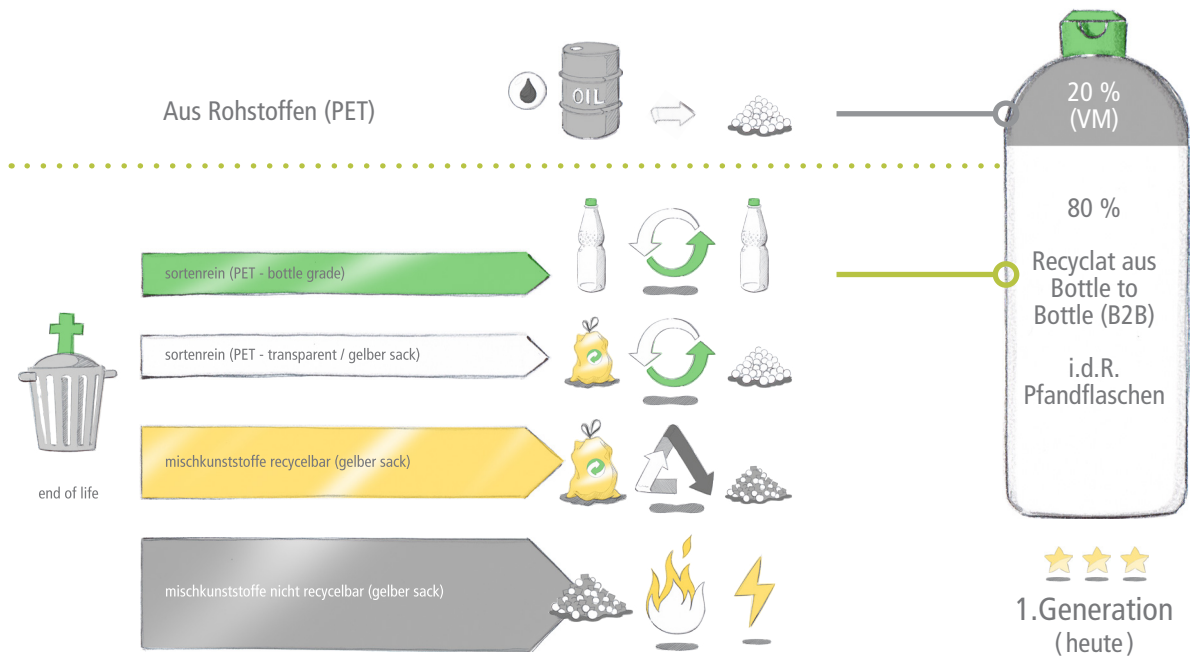 Aus Rohstoffen (PET)
OIL
20 %
(VM)
80 %
Recyclat aus
Bottle to
Bottle (B2B)
i.d.R.
Pfandflaschen
sortenrein (PET - bottle grade)
sortenrein (PET - transparent / gelber sack)
mischkunststoffe recycelbar (gelber sack)
end of life
mischkunststoffe nicht recycelbar (gelber sack)
1.Generation
(heute)